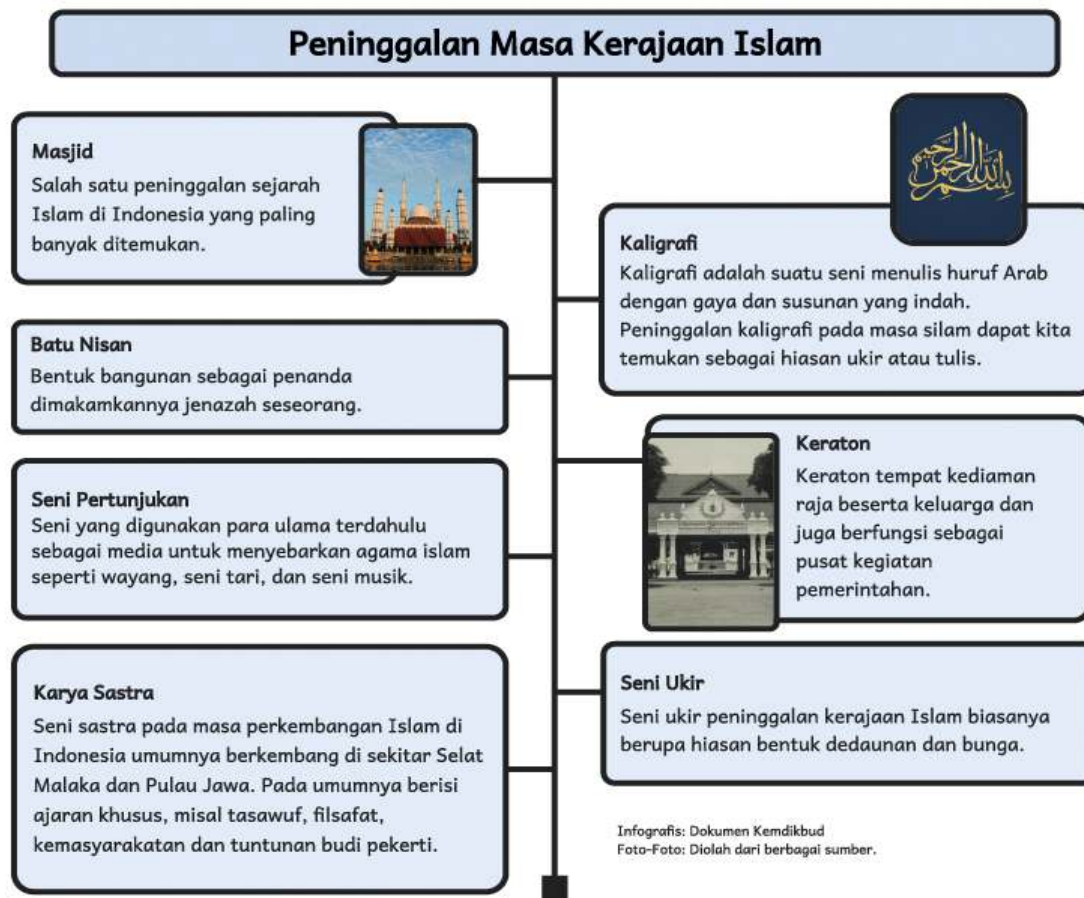 Peninggalan Masa Kerajaan Islam
Masjid
Salah satu peninggalan sejarah
Islam di Indonesia yang paling
banyak ditemukan.
بسم الله الرحمن الرحيم
Kaligrafi
Kaligrafi adalah suatu seni menulis huruf Arab
dengan gaya dan susunan yang indah.
Peninggalan kaligrafi pada masa silam dapat kita
temukan sebagai hiasan ukir atau tulis.
Batu Nisan
Bentuk bangunan sebagai penanda
dimakamkannya jenazah seseorang.
Keraton
Keraton tempat kediaman
raja beserta keluarga dan
juga berfungsi sebagai
pusat kegiatan
pemerintahan.
Seni Pertunjukan
Seni yang digunakan para ulama terdahulu
sebagai media untuk menyebarkan agama islam
seperti wayang, seni tari, dan seni musik.
Seni Ukir
Seni ukir peninggalan kerajaan Islam biasanya
berupa hiasan bentuk dedaunan dan bunga.
Karya Sastra
Seni sastra pada masa perkembangan Islam di
Indonesia umumnya berkembang di sekitar Selat
Malaka dan Pulau Jawa. Pada umumnya berisi
ajaran khusus, misal tasawuf, filsafat,
kemasyarakatan dan tuntunan budi pekerti.
Infografis: Dokumen Kemdikbud
Foto-Foto: Diolah dari berbagai sumber.